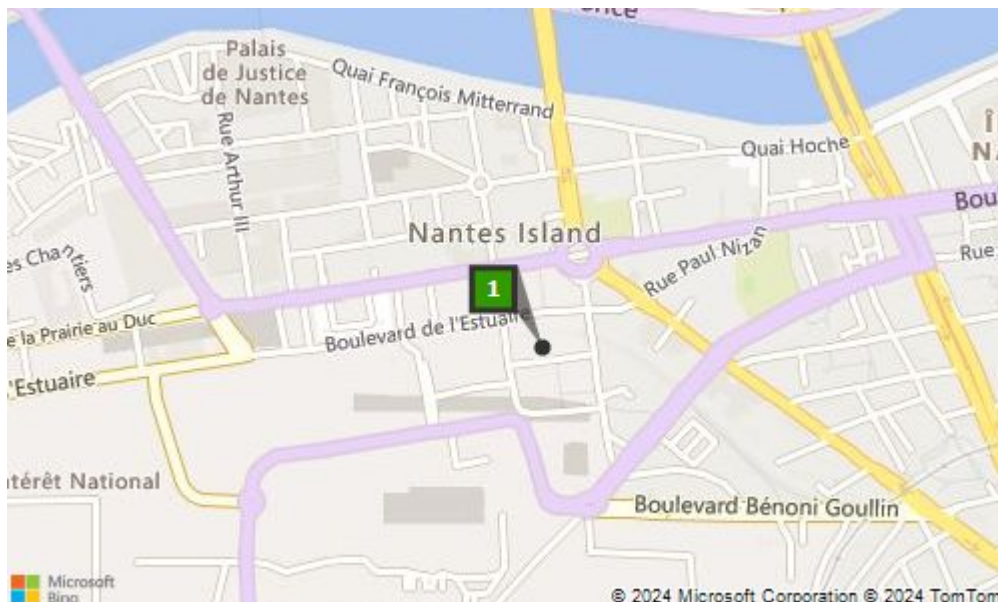 ence
Palais
de Justice
de Nantes
Quai François Mitterrand
Rue Arthur III
Quai Hoche
Î
NA
Bou
Nantes Island
Rue Paul Nizan
Rue
es Chantiers
1
e la Prairie au Duc
Boulevard de l'Estuaire
l'Estuaire
ntérêt National
Boulevard Bénoni Goullin
Microsoft
Bing
© 2024 Microsoft Corporation © 2024 TomTom